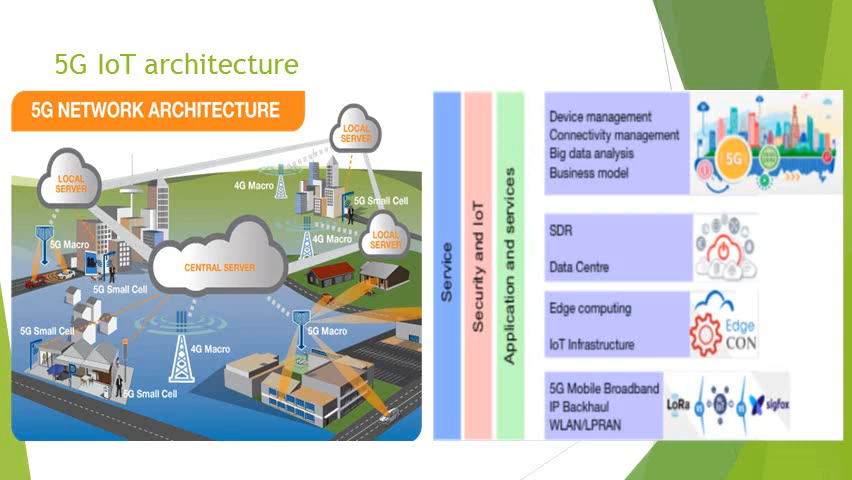 5G IoT architecture
5G NETWORK ARCHITECTURE
LOCAL
SERVER
LOCAL
SERVER
4G Macro
5G Small Cell
LOCAL
SERVER
5G Macro
4G Macro
CENTRAL SERVER
5G Small Cell
5G Small Cell
5G Macro
4G Macro
5G Small Cell
Service
Security and IoT
Application and services
Device management
Connectivity management
Big data analysis
Business model
5G
SDR
Data Centre
Edge computing
IoT Infrastructure
Edge
CON
5G Mobile Broadband
IP Backhaul
WLAN/LPRAN
LoRa
VS
IoT
VS
sigfox